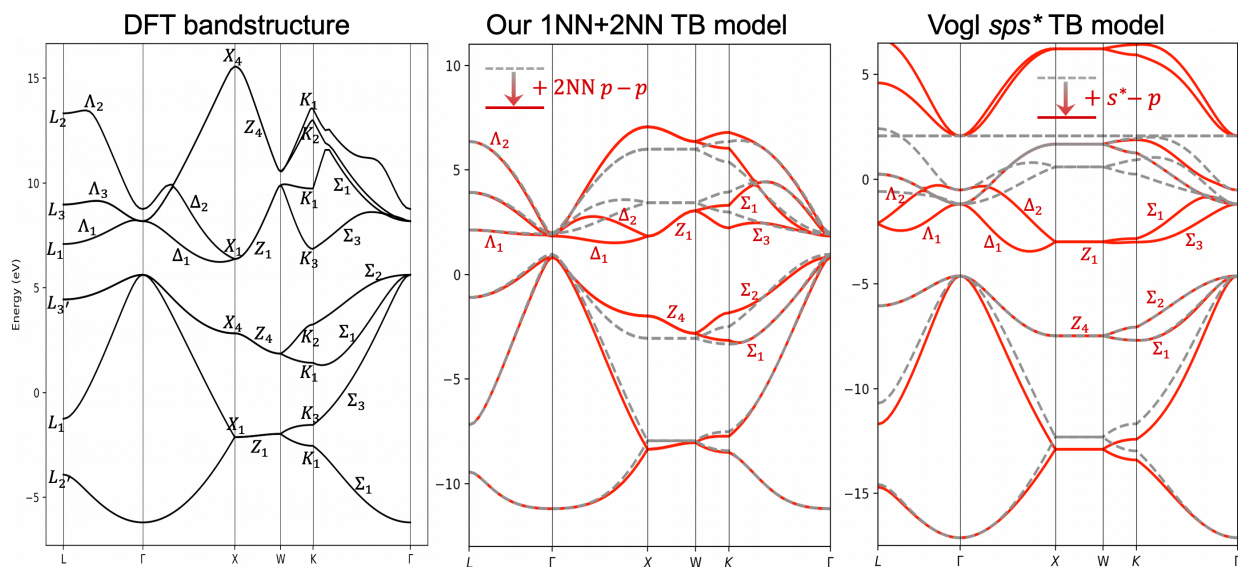 DFT bandstructure
Our 1NN+2NN TB model
Vogl sps* TB model
Energy (eV)
15
10
5
0
−5
L
Γ
X
W
K
Γ
L₂
Λ₂
L₃
Λ₃
L₁
Λ₁
L₃′
L₁
L₂′
X₄
Δ₂
Δ₁
X₁
X₄
X₁
Z₄
Z₁
Z₄
Z₁
K₁
K₂
K₁
K₃
K₂
K₁
K₃
K₁
Σ₁
Σ₃
Σ₂
Σ₁
Σ₃
Σ₁
10
5
0
−5
−10
L
Γ
X
W
K
Γ
+ 2NN p − p
Λ₂
Λ₁
Δ₂
Δ₁
Z₁
Σ₁
Σ₃
Z₄
Σ₂
Σ₁
5
0
−5
−10
−15
L
Γ
X
W
K
Γ
+ s* − p
Λ₂
Λ₁
Δ₂
Δ₁
Z₁
Σ₁
Σ₃
Z₄
Σ₂
Σ₁